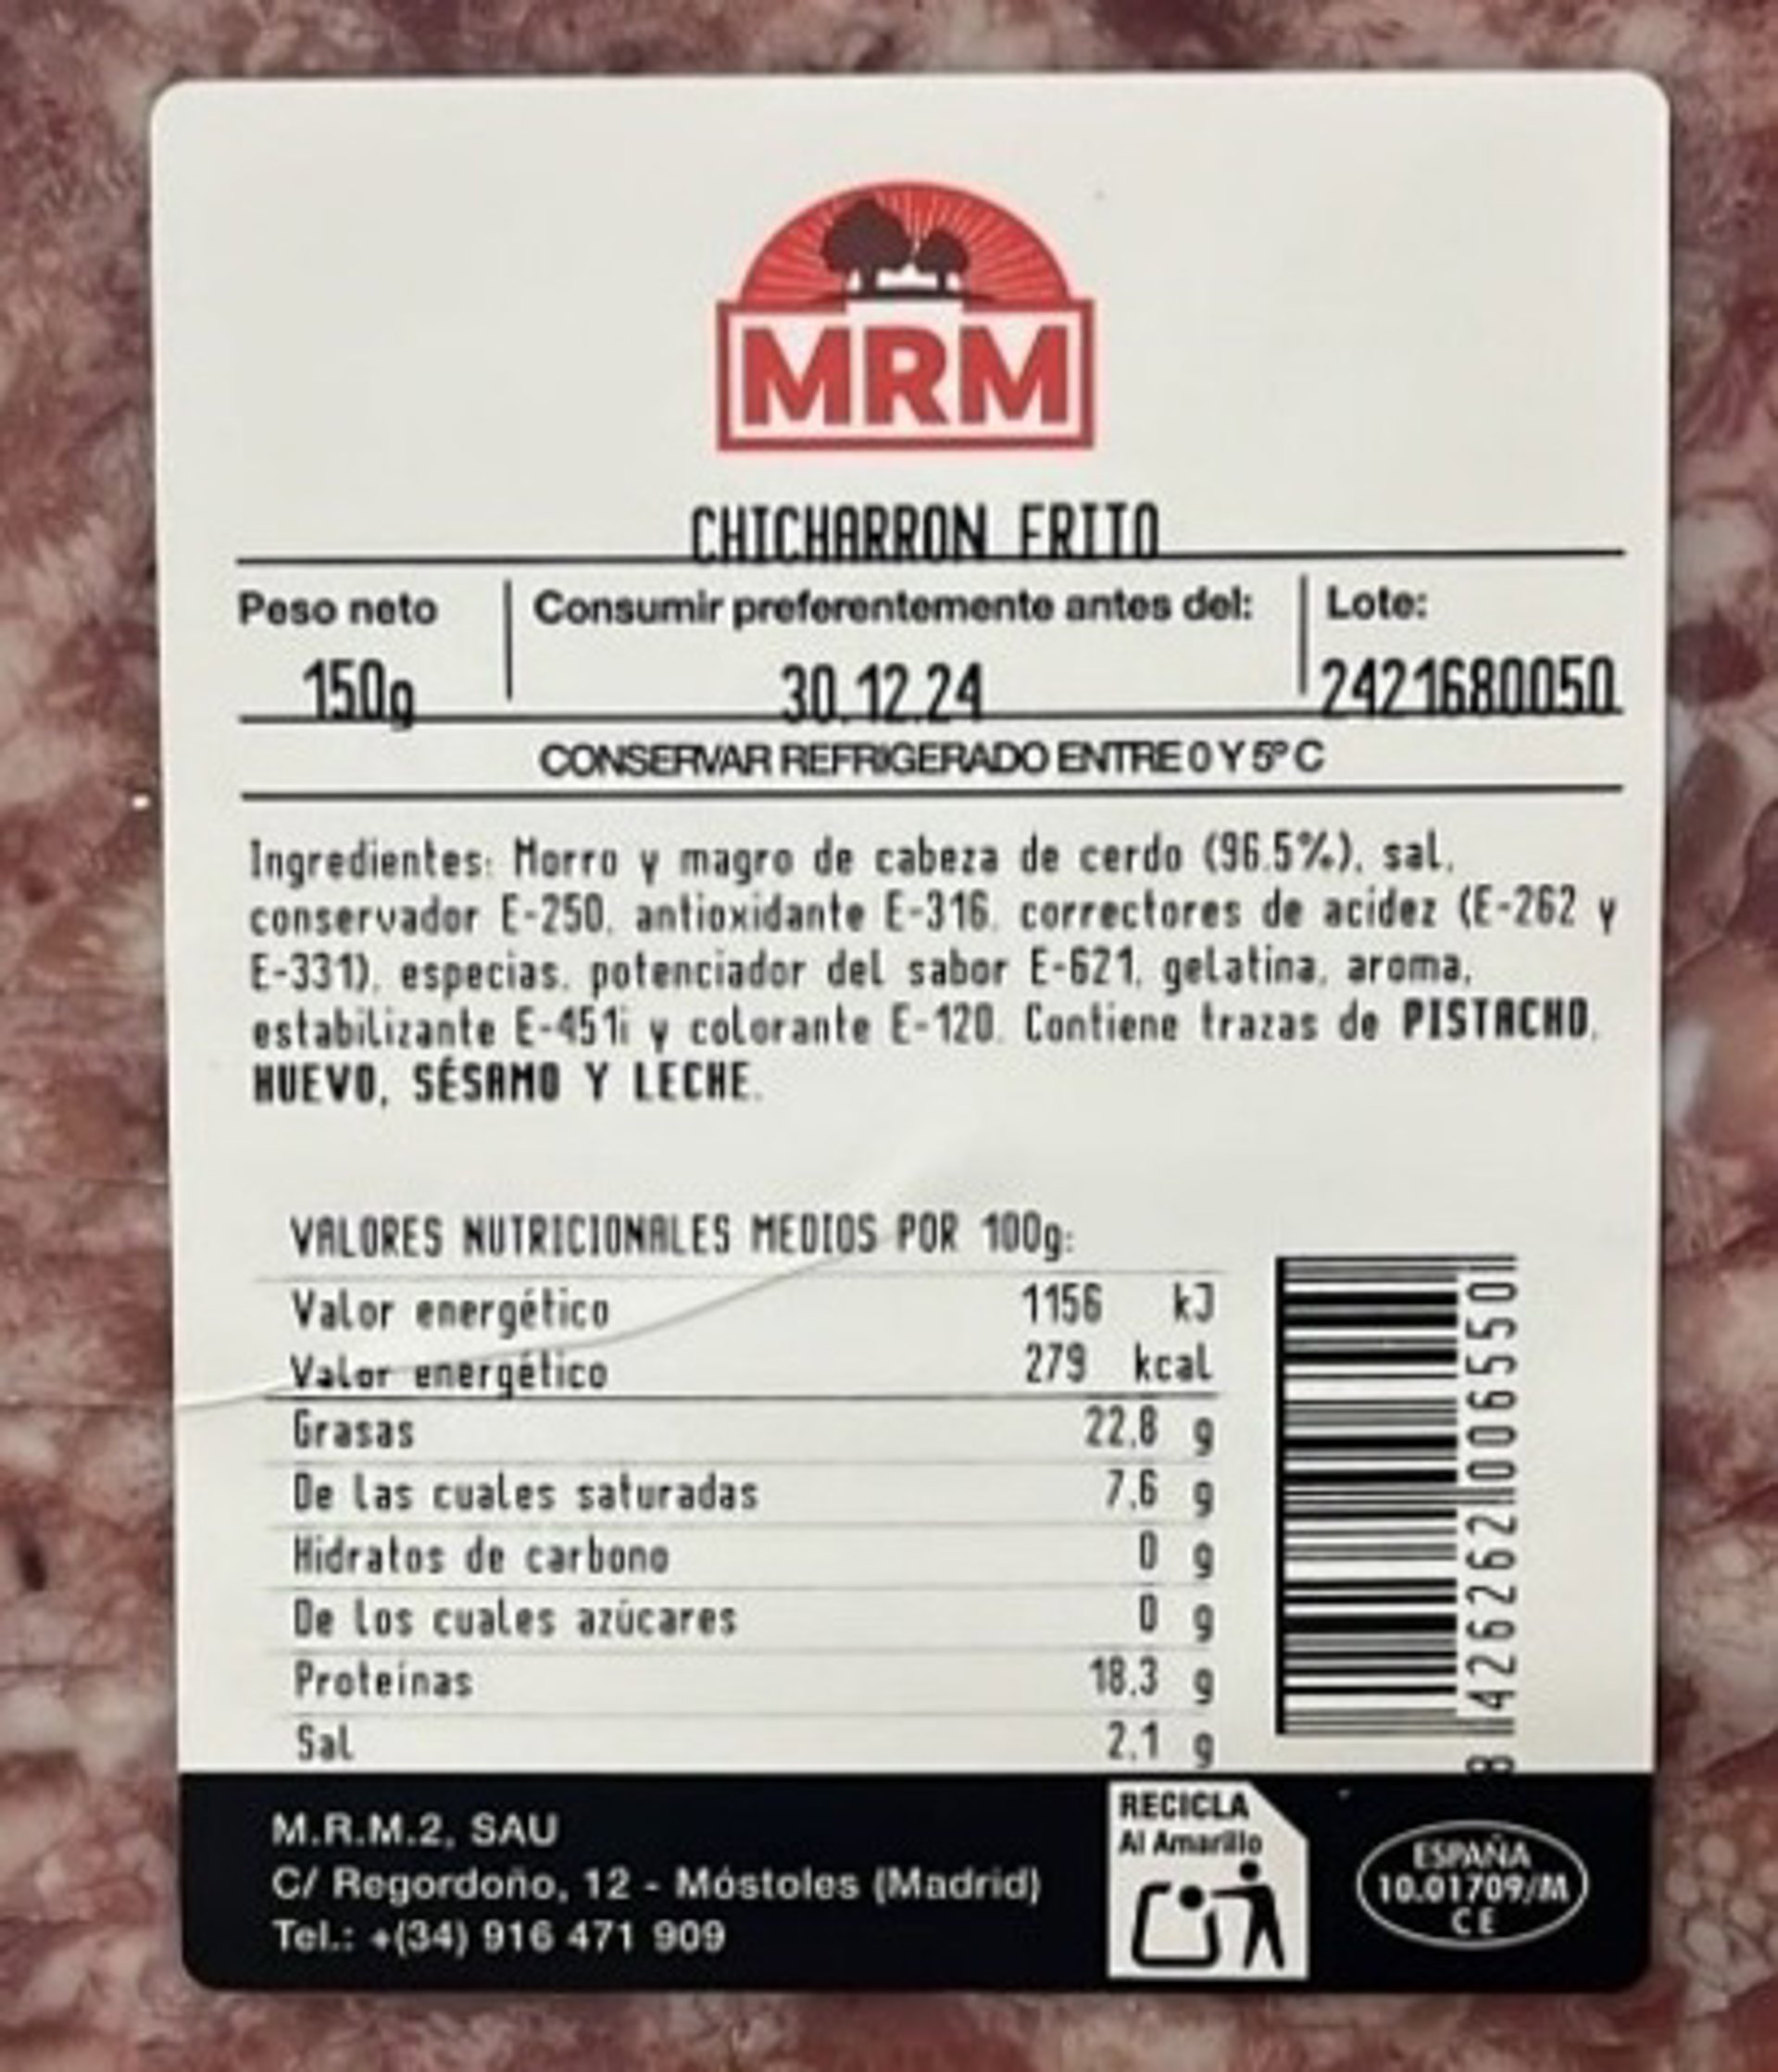 MRM
CHICHARRON FRITO
Peso neto
Consumir preferentemente antes del:
Lote:
150g
30.12.24
2421680050
CONSERVAR REFRIGERADO ENTRE 0 Y 5º C
Ingredientes: Morro y magro de cabeza de cerdo (96.5%), sal,
conservador E-250, antioxidante E-316, correctores de acidez (E-262 y
E-331), especias, potenciador del sabor E-621, gelatina, aroma,
estabilizante E-451i y colorante E-120. Contiene trazas de PISTACHO,
HUEVO, SÉSAMO Y LECHE.
VALORES NUTRICIONALES MEDIOS POR 100g:
Valor energético 1156 kJ
Valor energético 279 kcal
Grasas 22,8 g
De las cuales saturadas 7,6 g
Hidratos de carbono 0 g
De los cuales azúcares 0 g
Proteínas 18,3 g
Sal 2,1 g
8 426262 006550
M.R.M.2, SAU
C/ Regordoño, 12 - Móstoles (Madrid)
Tel.: +(34) 916 471 909
RECICLA
Al Amarillo
ESPAÑA
10.01709/M
CE